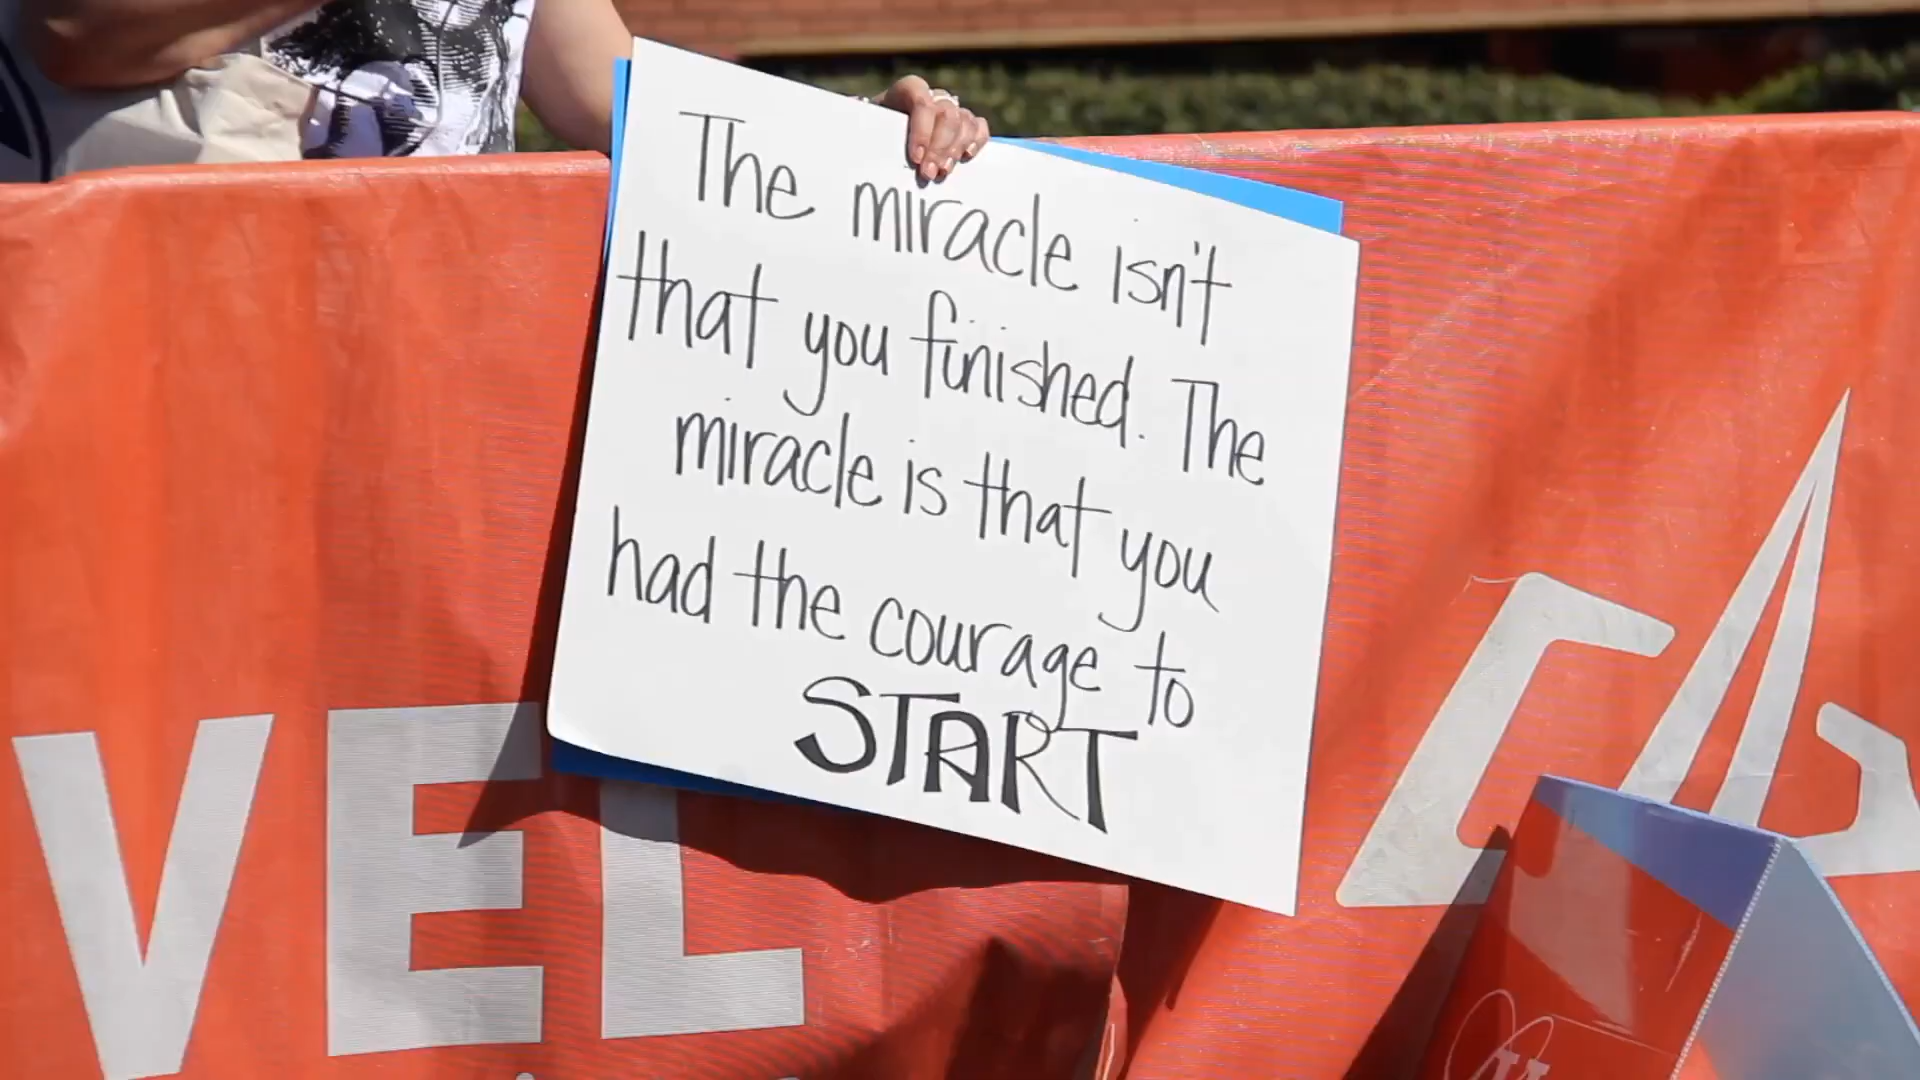 The miracle isn't
that you finished. The
miracle is that you
had the courage to
START
VEL